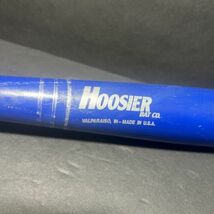 HOOSIER
BAT CO.
VALPARAISO, IN - MADE IN U.S.A.